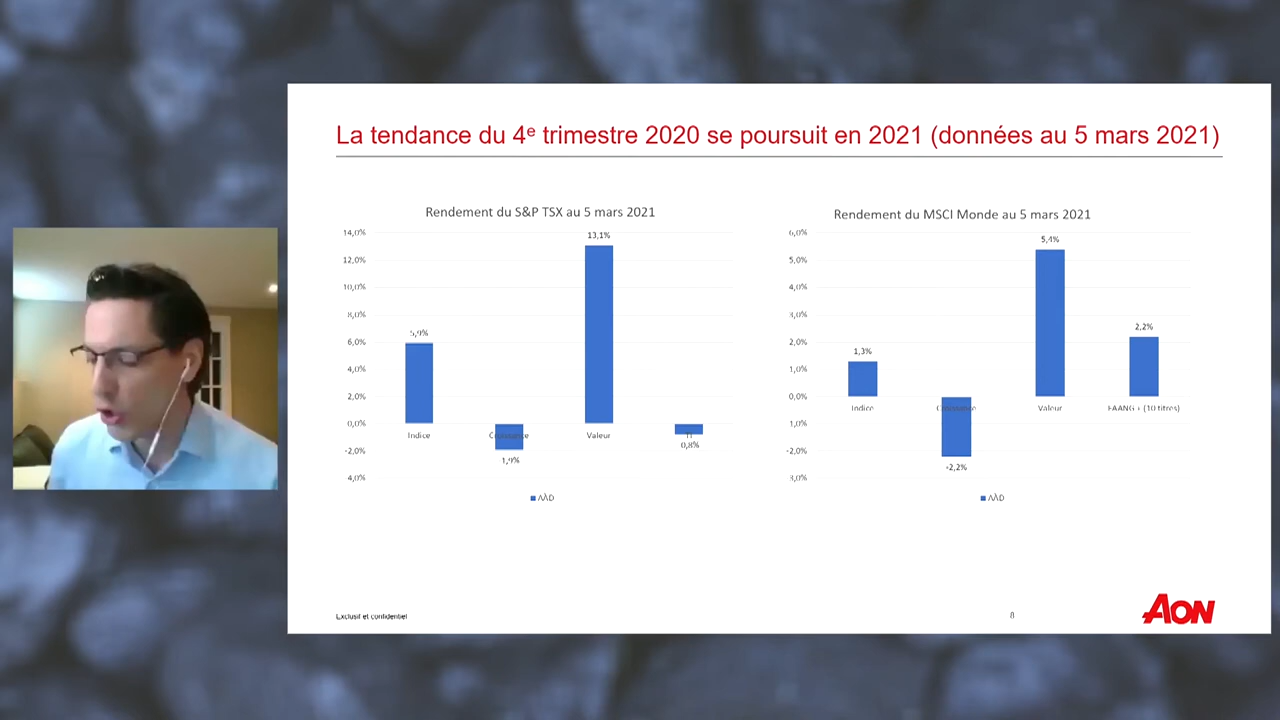 La tendance du 4e trimestre 2020 se poursuit en 2021 (données au 5 mars 2021)
Rendement du S&P TSX au 5 mars 2021
14,0%
12,0%
10,0%
8,0%
6,0%
4,0%
2,0%
0,0%
-2,0%
4,0%
5,9%
1,9%
13,1%
0,8%
Indice
Croissance
Valeur
TI
AÀD
Rendement du MSCI Monde au 5 mars 2021
6,0%
5,0%
4,0%
3,0%
2,0%
1,0%
0,0%
1,0%
-2,0%
3,0%
1,3%
-2,2%
5,4%
2,2%
Indice
Croissance
Valeur
FAANG + (10 titres)
AÀD
Exclusif et confidentiel
8
AON